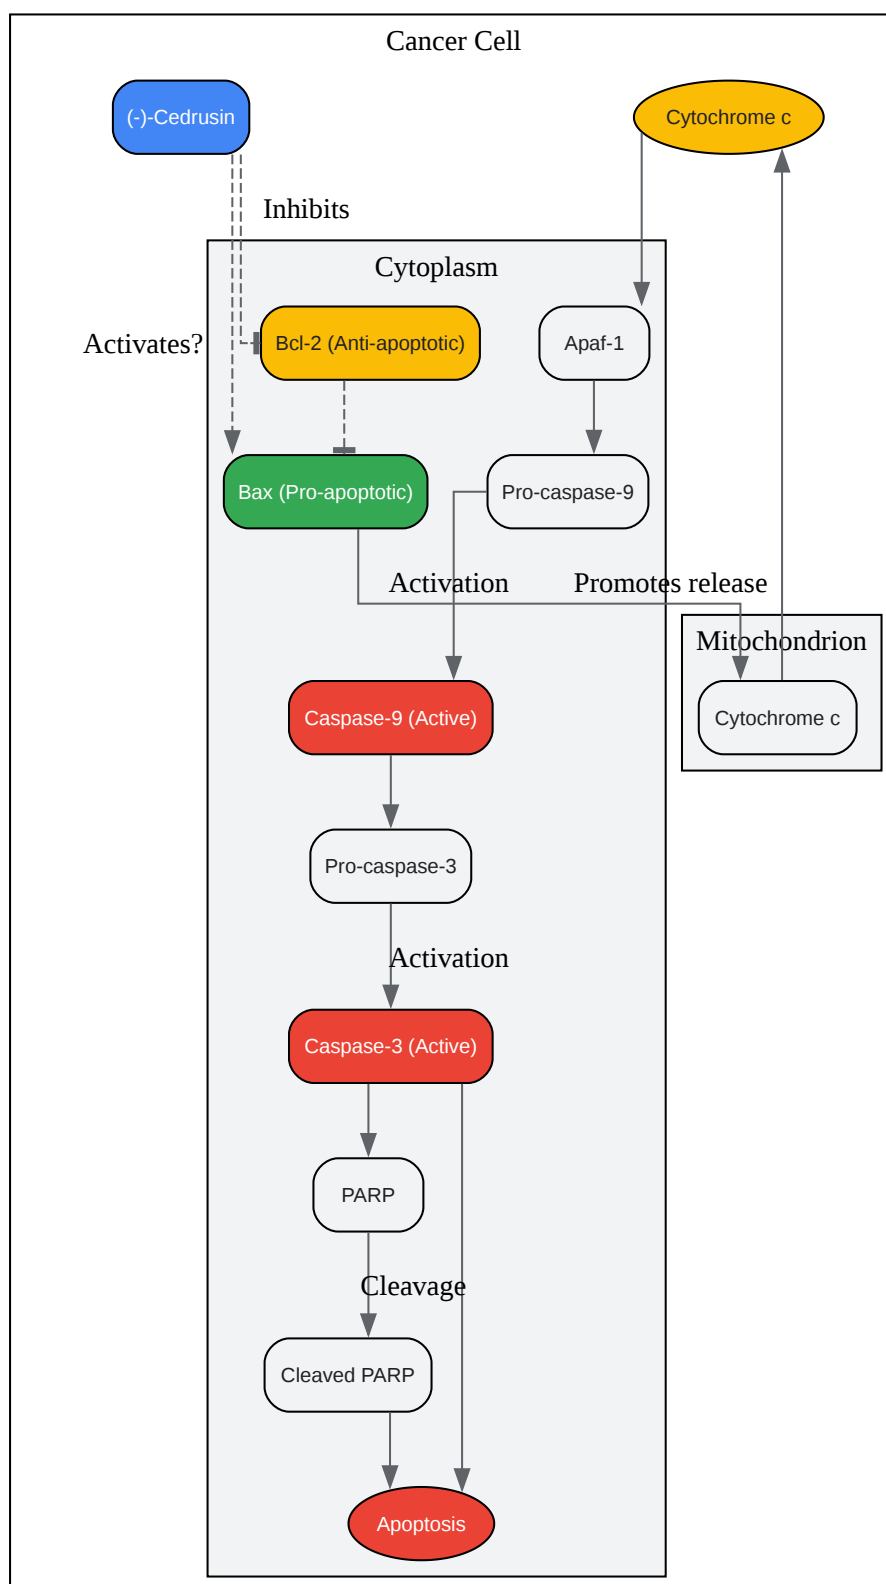 Cancer Cell
(-)-Cedrusin
Cytochrome c
Inhibits
Cytoplasm
Activates?
Bcl-2 (Anti-apoptotic)
Apaf-1
Bax (Pro-apoptotic)
Pro-caspase-9
Activation
Promotes release
Mitochondrion
Caspase-9 (Active)
Cytochrome c
Pro-caspase-3
Activation
Caspase-3 (Active)
PARP
Cleavage
Cleaved PARP
Apoptosis